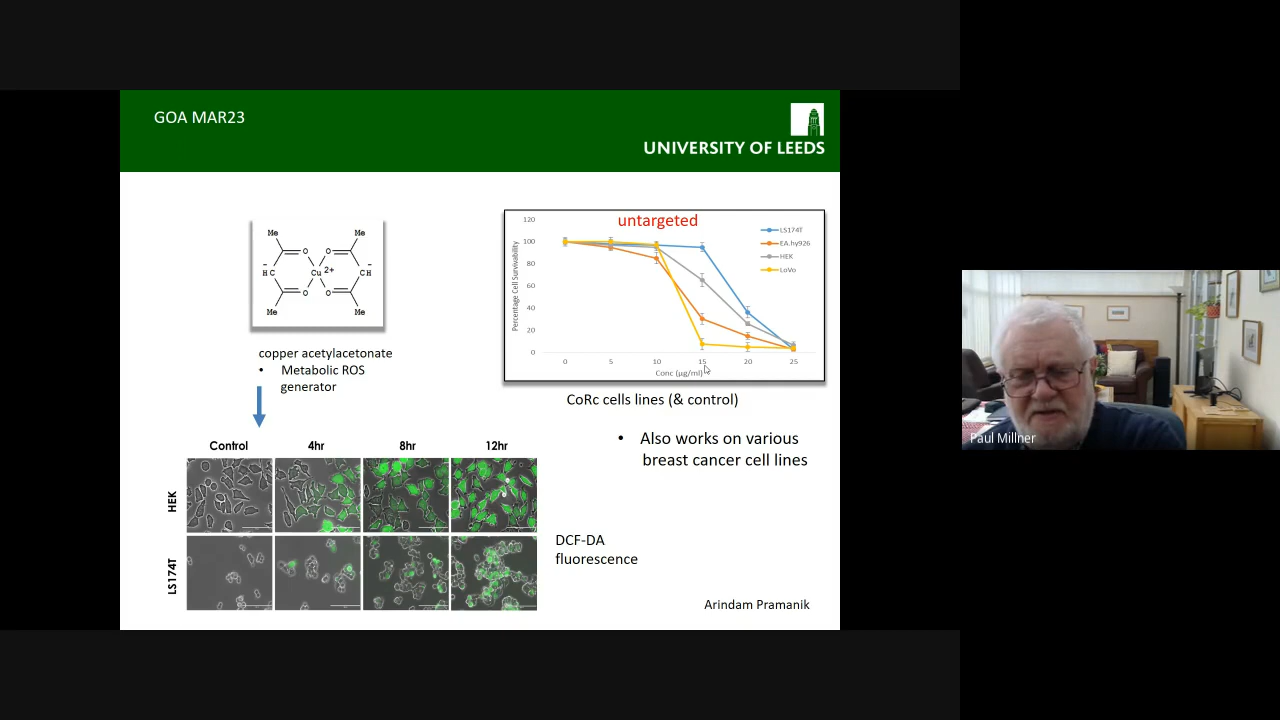 GOA MAR23
UNIVERSITY OF LEEDS
Me Me
O O
HC Cu 2+ CH
O O
Me Me
copper acetylacetonate
• Metabolic ROS
generator
untargeted
Percentage Cell Survivability
120
100
80
60
40
20
0
0 5 10 15 20 25
Conc (µg/ml)
LS174T
EA.hy926
HEK
LoVo
CoRc cells lines (& control)
• Also works on various
breast cancer cell lines
Control 4hr 8hr 12hr
HEK
LS174T
DCF-DA
fluorescence
Arindam Pramanik
Paul Millner